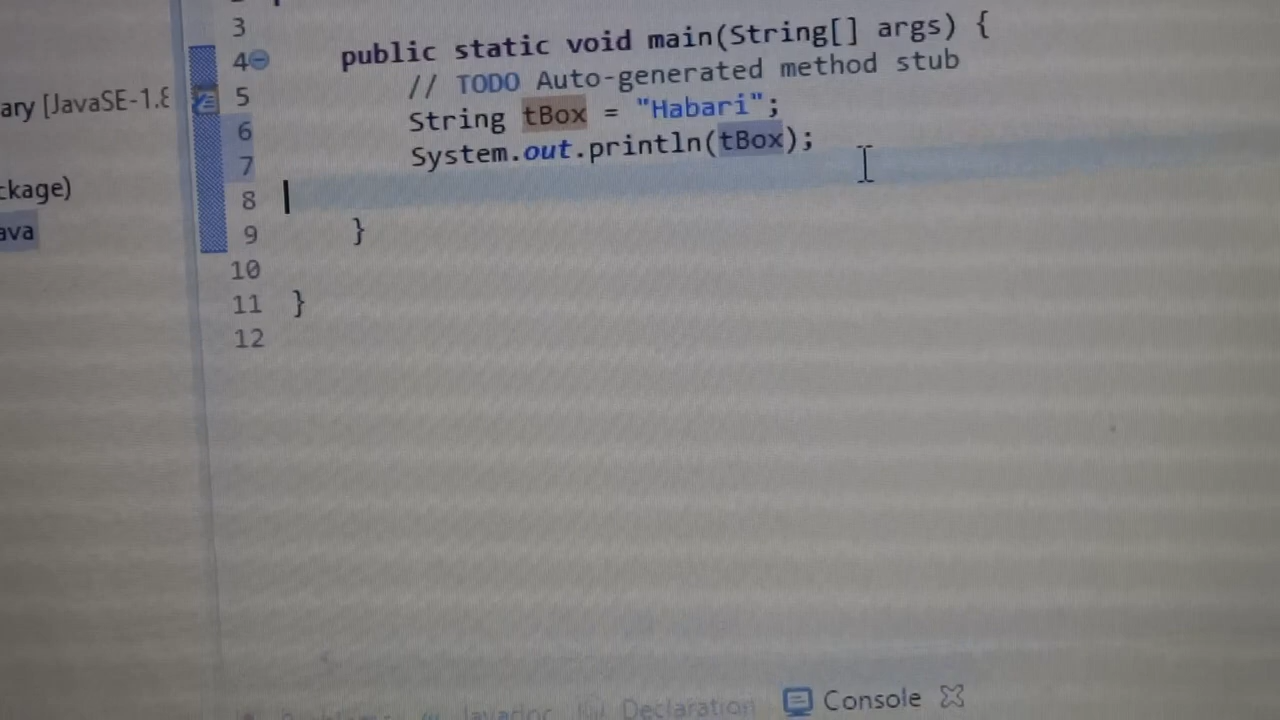 3
4 public static void main(String[] args) {
5 // TODO Auto-generated method stub
6 String tBox = "Habari";
7 System.out.println(tBox);
8
9 }
10
11 }
12
ary [JavaSE-1.8
ckage)
ava
Javadoc Declaration Console